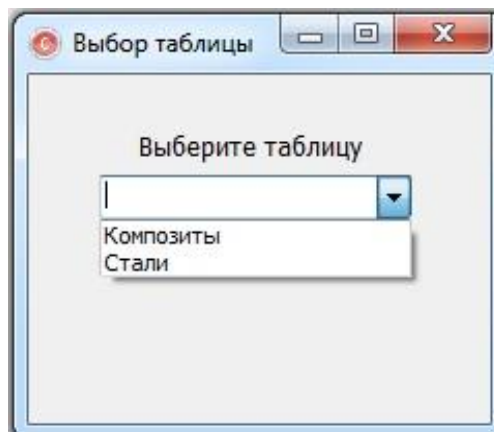 Выбор таблицы
Выберите таблицу
Композиты
Стали